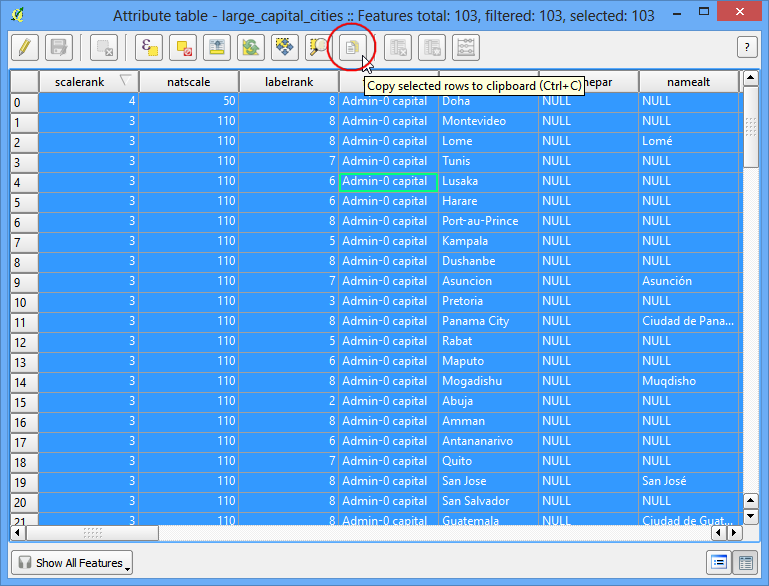 Attribute table - large_capital_cities :: Features total: 103, filtered: 103, selected: 103
?
scalerank natscale labelrank nepar namealt
Copy selected rows to clipboard (Ctrl+C)
0 4 50 8 Admin-0 capital Doha NULL NULL
1 3 110 8 Admin-0 capital Montevideo NULL NULL
2 3 110 8 Admin-0 capital Lome NULL Lomé
3 3 110 7 Admin-0 capital Tunis NULL NULL
4 3 110 6 Admin-0 capital Lusaka NULL NULL
5 3 110 6 Admin-0 capital Harare NULL NULL
6 3 110 8 Admin-0 capital Port-au-Prince NULL NULL
7 3 110 5 Admin-0 capital Kampala NULL NULL
8 3 110 8 Admin-0 capital Dushanbe NULL NULL
9 3 110 7 Admin-0 capital Asuncion NULL Asunción
10 3 110 3 Admin-0 capital Pretoria NULL NULL
11 3 110 8 Admin-0 capital Panama City NULL Ciudad de Pana...
12 3 110 5 Admin-0 capital Rabat NULL NULL
13 3 110 6 Admin-0 capital Maputo NULL NULL
14 3 110 8 Admin-0 capital Mogadishu NULL Muqdisho
15 3 110 2 Admin-0 capital Abuja NULL NULL
16 3 110 8 Admin-0 capital Amman NULL NULL
17 3 110 6 Admin-0 capital Antananarivo NULL NULL
18 3 110 7 Admin-0 capital Quito NULL NULL
19 3 110 8 Admin-0 capital San Jose NULL San José
20 3 110 8 Admin-0 capital San Salvador NULL NULL
21 3 110 8 Admin-0 capital Guatemala NULL Ciudad de Guat...
Show All Features